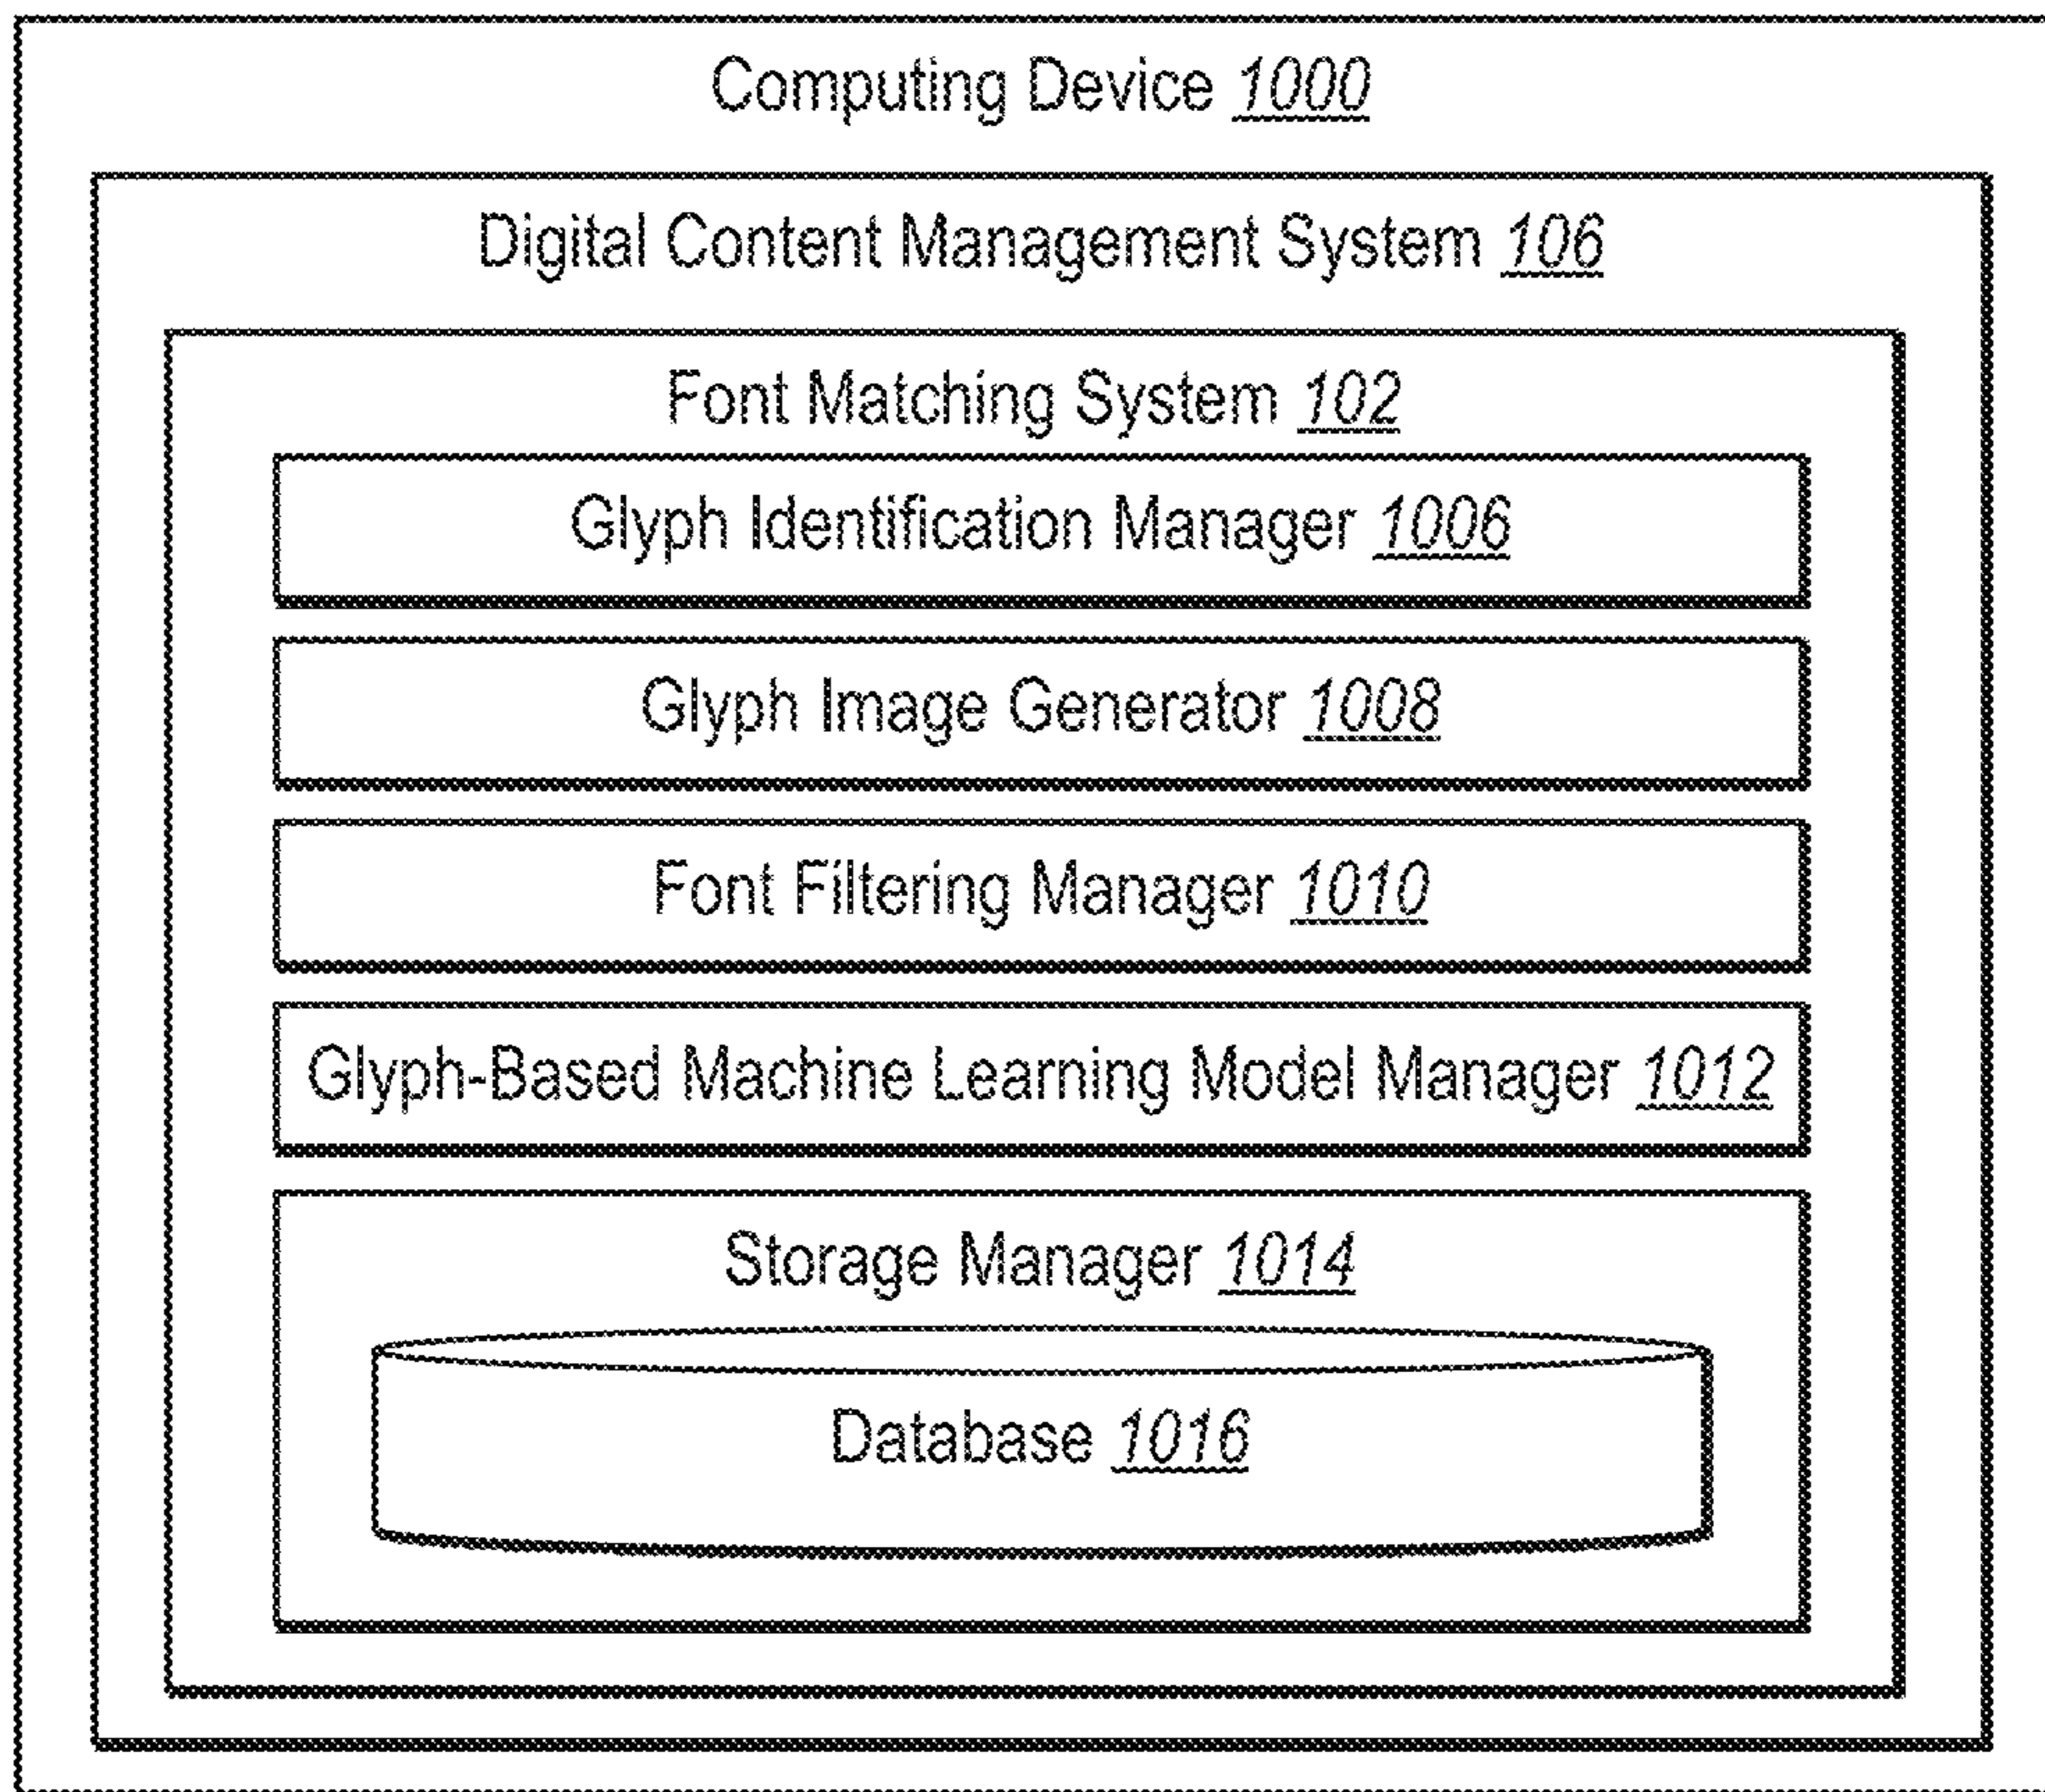 Computing Device 1000
Digital Content Management System 106
Font Matching System 102
Glyph Identification Manager 1006
Glyph Image Generator 1008
Font Filtering Manager 1010
Glyph-Based Machine Learning Model Manager 1012
Storage Manager 1014
Database 1016